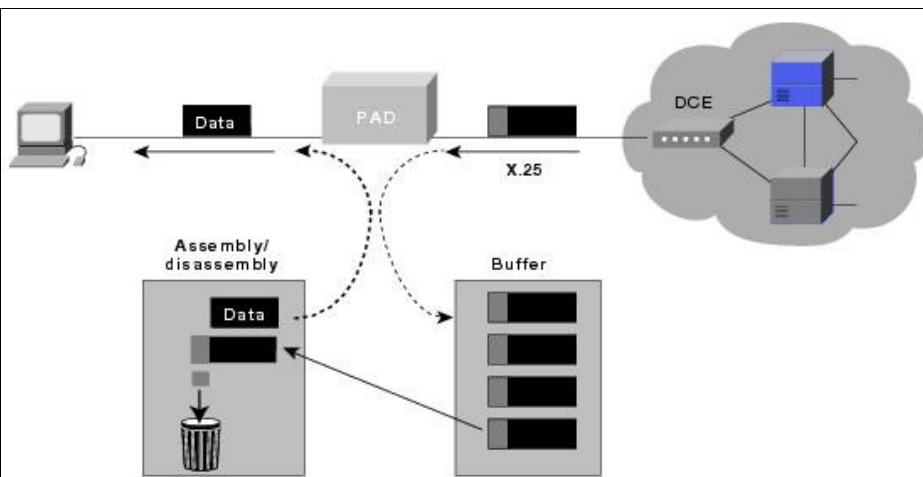 Data
PAD
DCE
X.25
Assembly/
disassembly
Buffer
Data